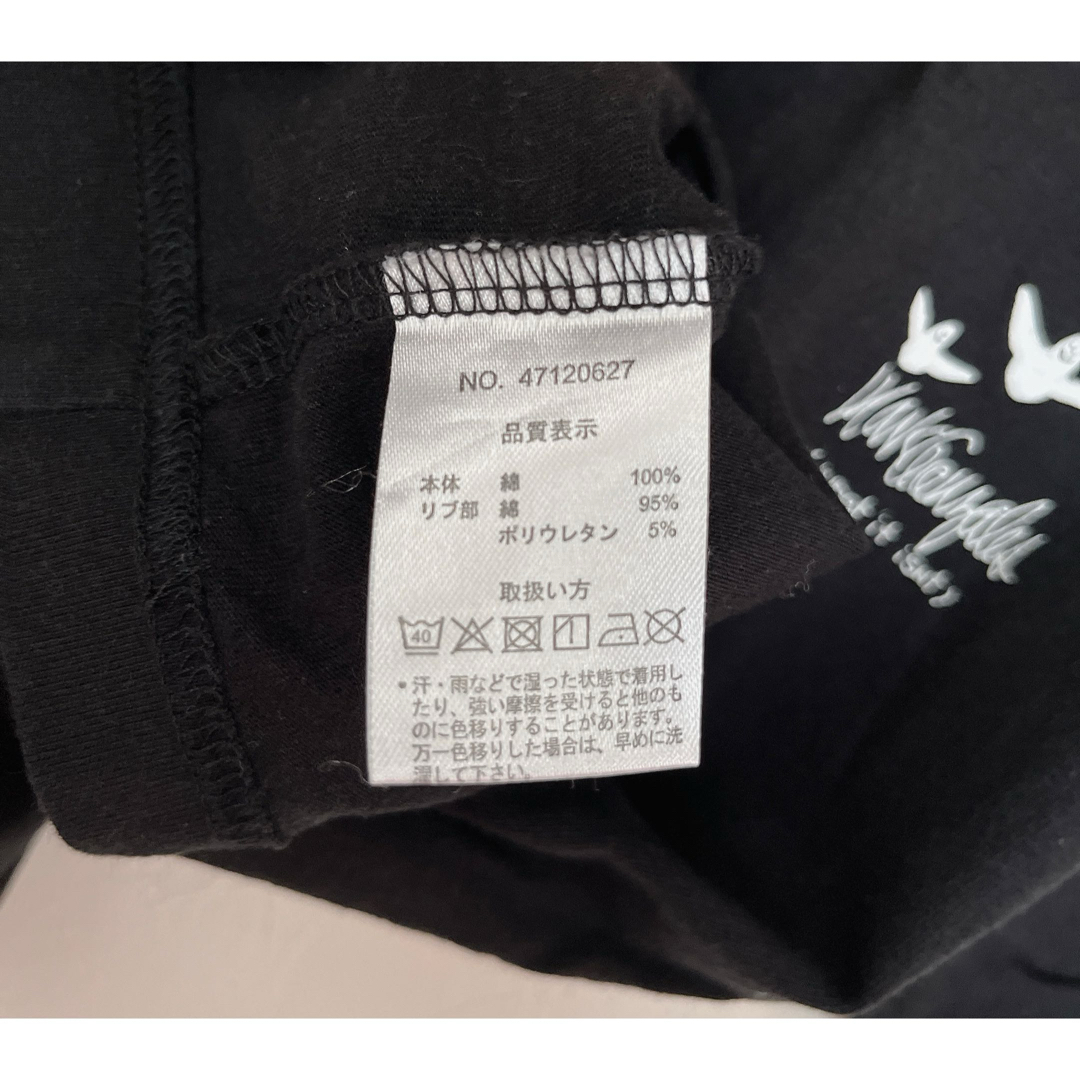 NO. 47120627
品質表示
本体 綿 100%
リブ部 綿 95%
ポリウレタン 5%
取扱い方
40
• 汗・雨などで湿った状態で着用し
たり、強い摩擦を受けると他のも
のに色移りすることがあります。
万一色移りした場合は、早めに洗
濯して下さい。
Mark Gonzales